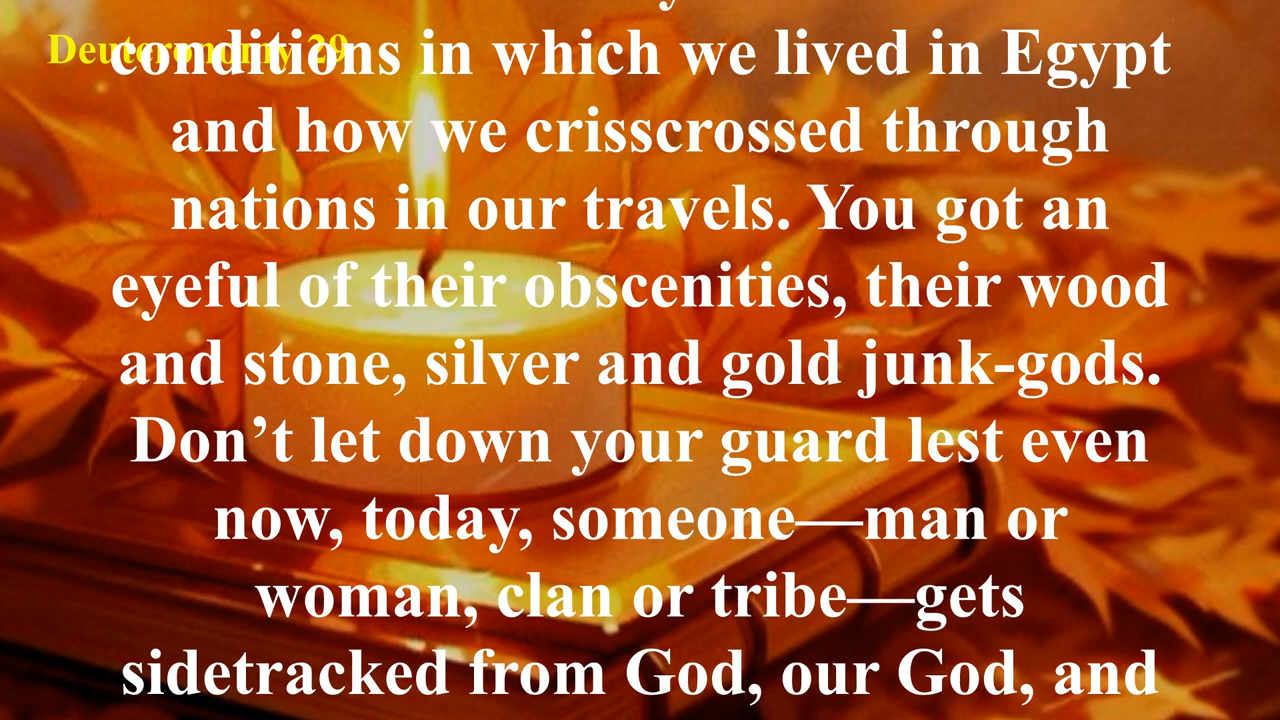 Deuteronomy 29
conditions in which we lived in Egypt
and how we crisscrossed through
nations in our travels. You got an
eyeful of their obscenities, their wood
and stone, silver and gold junk-gods.
Don’t let down your guard lest even
now, today, someone—man or
woman, clan or tribe—gets
sidetracked from God, our God, and